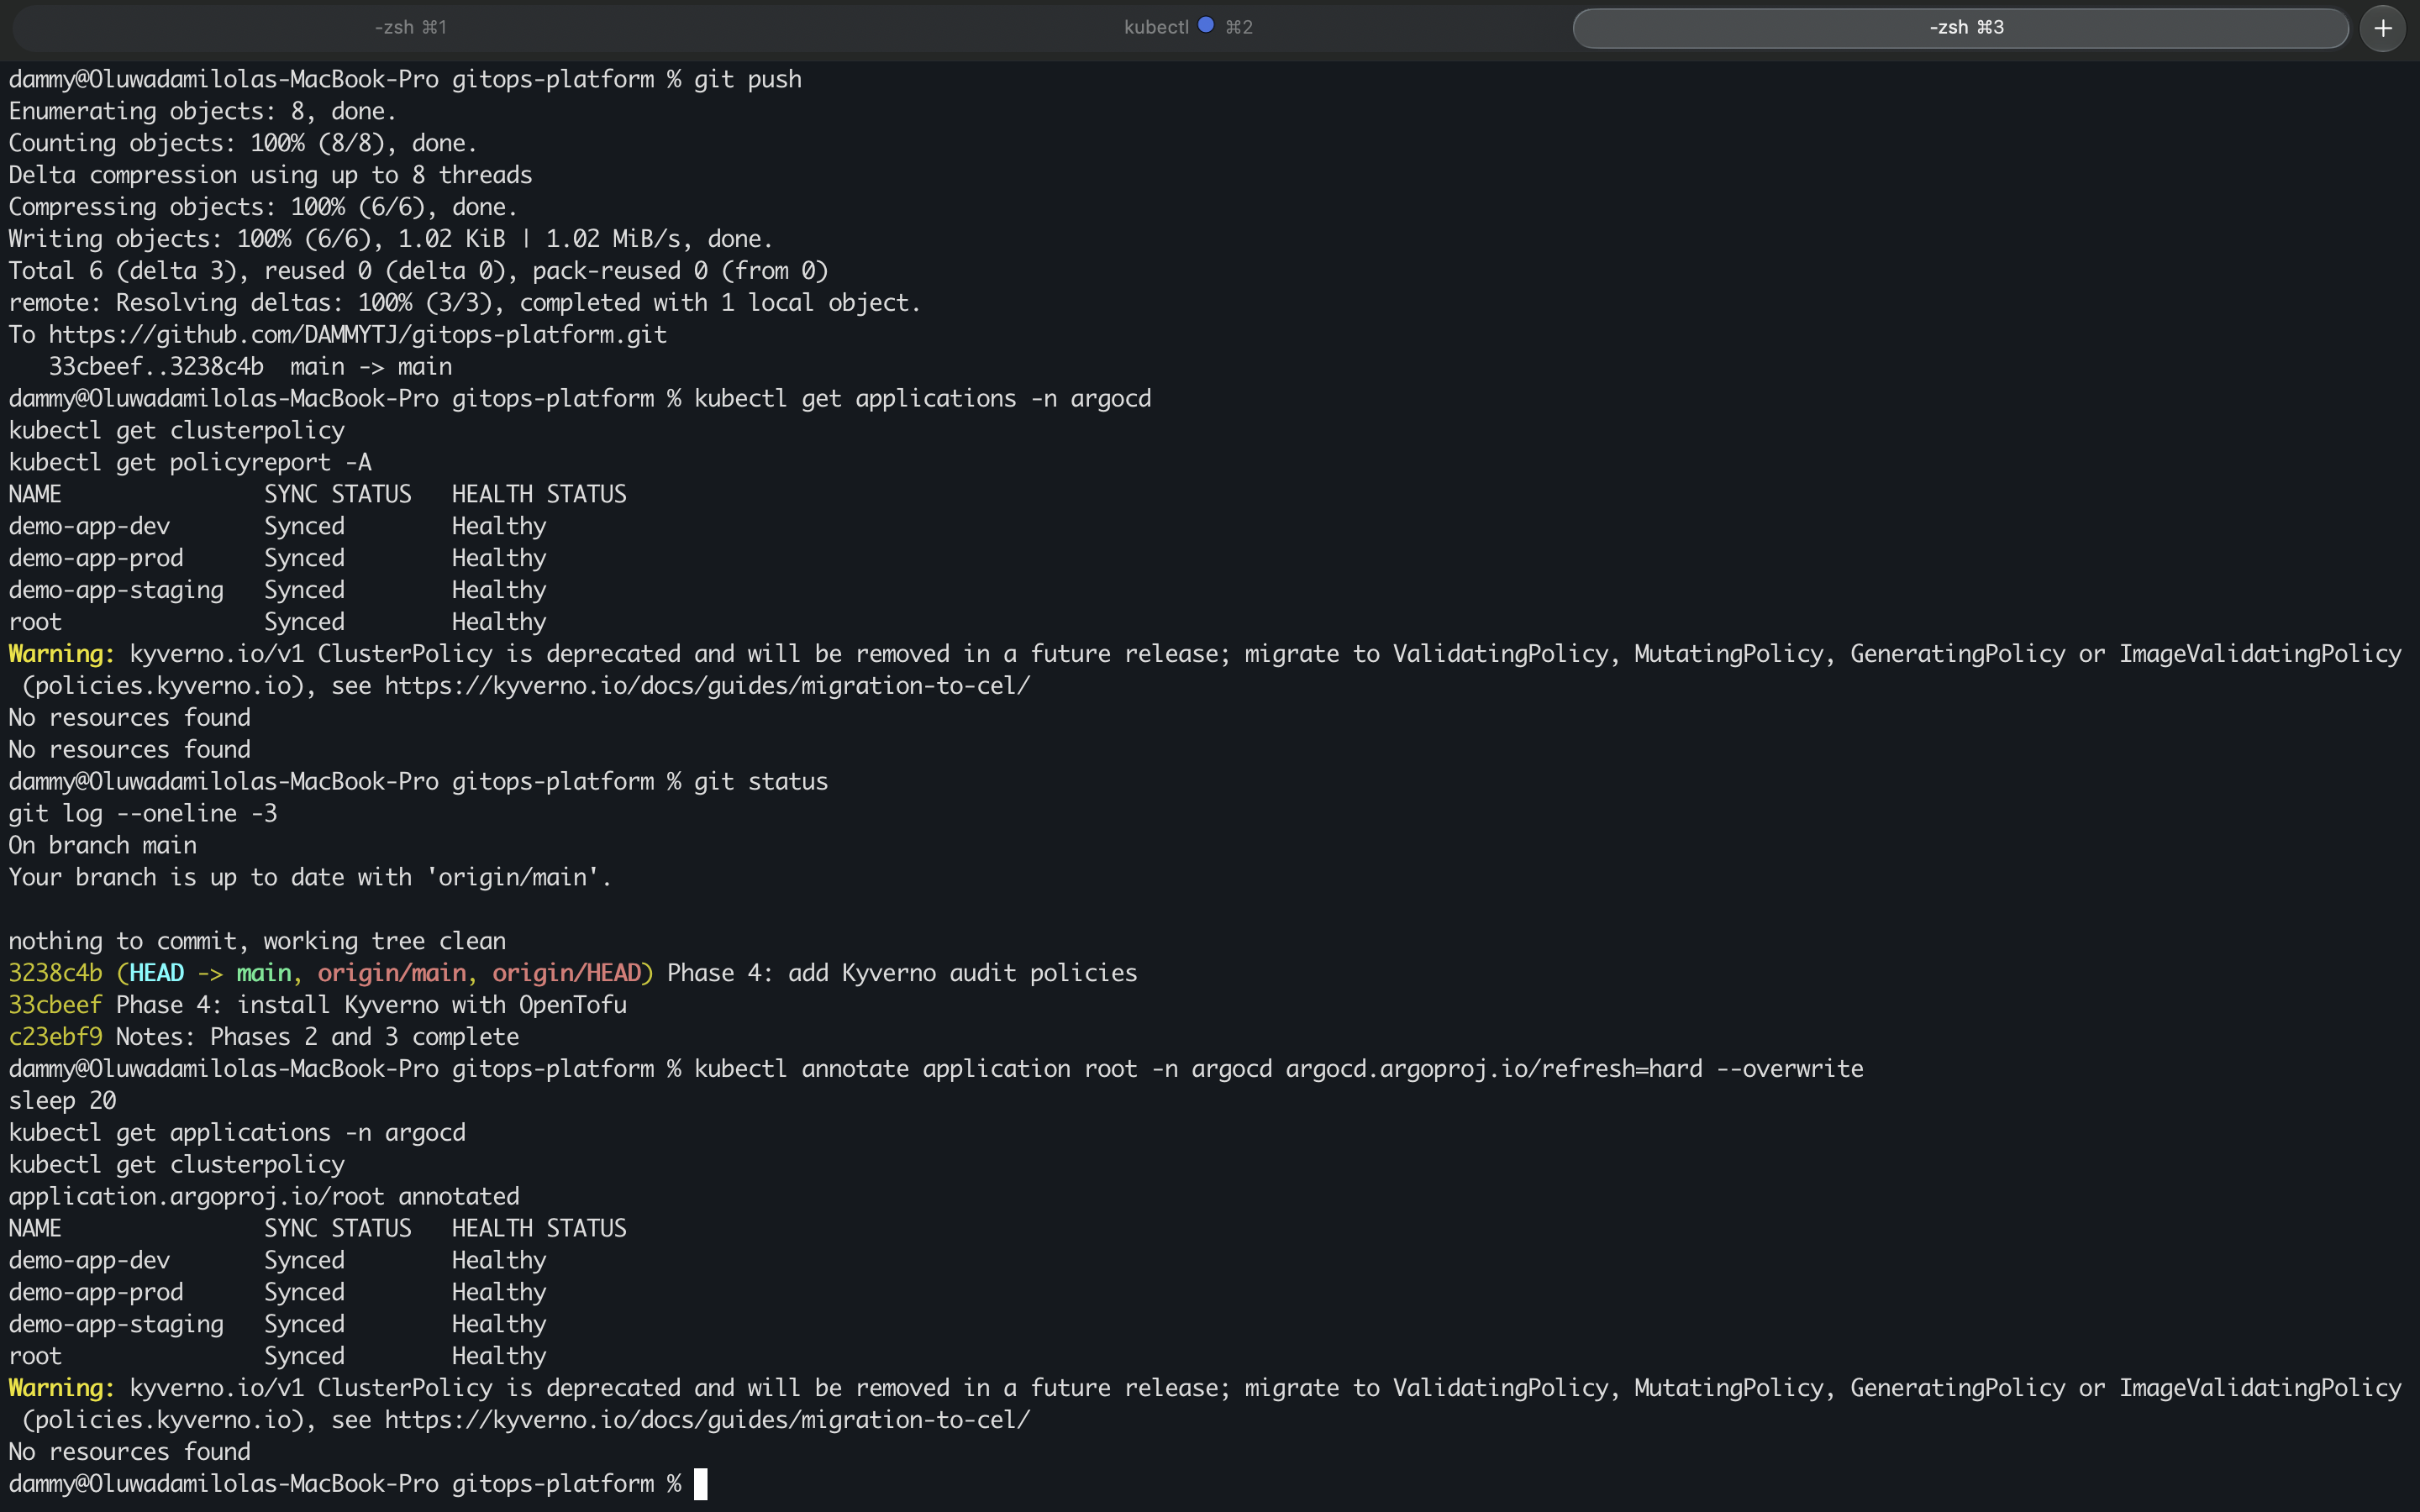 -zsh ⌘1
kubectl ⌘2
-zsh ⌘3
+
dammy@Oluwadamilolas-MacBook-Pro gitops-platform % git push
Enumerating objects: 8, done.
Counting objects: 100% (8/8), done.
Delta compression using up to 8 threads
Compressing objects: 100% (6/6), done.
Writing objects: 100% (6/6), 1.02 KiB | 1.02 MiB/s, done.
Total 6 (delta 3), reused 0 (delta 0), pack-reused 0 (from 0)
remote: Resolving deltas: 100% (3/3), completed with 1 local object.
To https://github.com/DAMMYTJ/gitops-platform.git
   33cbeef..3238c4b  main -> main
dammy@Oluwadamilolas-MacBook-Pro gitops-platform % kubectl get applications -n argocd
kubectl get clusterpolicy
kubectl get policyreport -A
NAME               SYNC STATUS   HEALTH STATUS
demo-app-dev       Synced        Healthy
demo-app-prod      Synced        Healthy
demo-app-staging   Synced        Healthy
root               Synced        Healthy
Warning: kyverno.io/v1 ClusterPolicy is deprecated and will be removed in a future release; migrate to ValidatingPolicy, MutatingPolicy, GeneratingPolicy or ImageValidatingPolicy
 (policies.kyverno.io), see https://kyverno.io/docs/guides/migration-to-cel/
No resources found
No resources found
dammy@Oluwadamilolas-MacBook-Pro gitops-platform % git status
git log --oneline -3
On branch main
Your branch is up to date with 'origin/main'.

nothing to commit, working tree clean
3238c4b (HEAD -> main, origin/main, origin/HEAD) Phase 4: add Kyverno audit policies
33cbeef Phase 4: install Kyverno with OpenTofu
c23ebf9 Notes: Phases 2 and 3 complete
dammy@Oluwadamilolas-MacBook-Pro gitops-platform % kubectl annotate application root -n argocd argocd.argoproj.io/refresh=hard --overwrite
sleep 20
kubectl get applications -n argocd
kubectl get clusterpolicy
application.argoproj.io/root annotated
NAME               SYNC STATUS   HEALTH STATUS
demo-app-dev       Synced        Healthy
demo-app-prod      Synced        Healthy
demo-app-staging   Synced        Healthy
root               Synced        Healthy
Warning: kyverno.io/v1 ClusterPolicy is deprecated and will be removed in a future release; migrate to ValidatingPolicy, MutatingPolicy, GeneratingPolicy or ImageValidatingPolicy
 (policies.kyverno.io), see https://kyverno.io/docs/guides/migration-to-cel/
No resources found
dammy@Oluwadamilolas-MacBook-Pro gitops-platform %